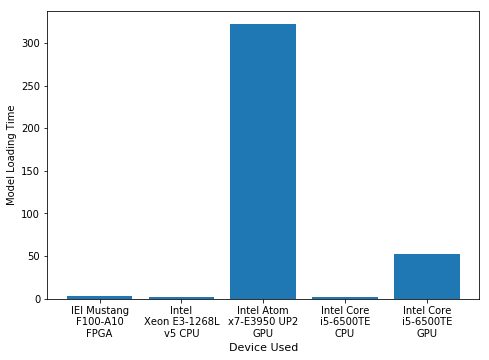 Model Loading Time
300
250
200
150
100
50
0
IEI Mustang
F100-A10
FPGA
Intel
Xeon E3-1268L
v5 CPU
Intel Atom
x7-E3950 UP2
GPU
Intel Core
i5-6500TE
CPU
Intel Core
i5-6500TE
GPU
Device Used